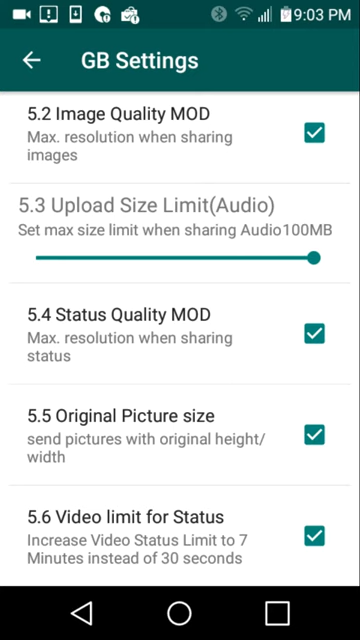 9:03 PM
GB Settings
5.2 Image Quality MOD
Max. resolution when sharing
images
5.3 Upload Size Limit(Audio)
Set max size limit when sharing Audio100MB
5.4 Status Quality MOD
Max. resolution when sharing
status
5.5 Original Picture size
send pictures with original height/
width
5.6 Video limit for Status
Increase Video Status Limit to 7
Minutes instead of 30 seconds